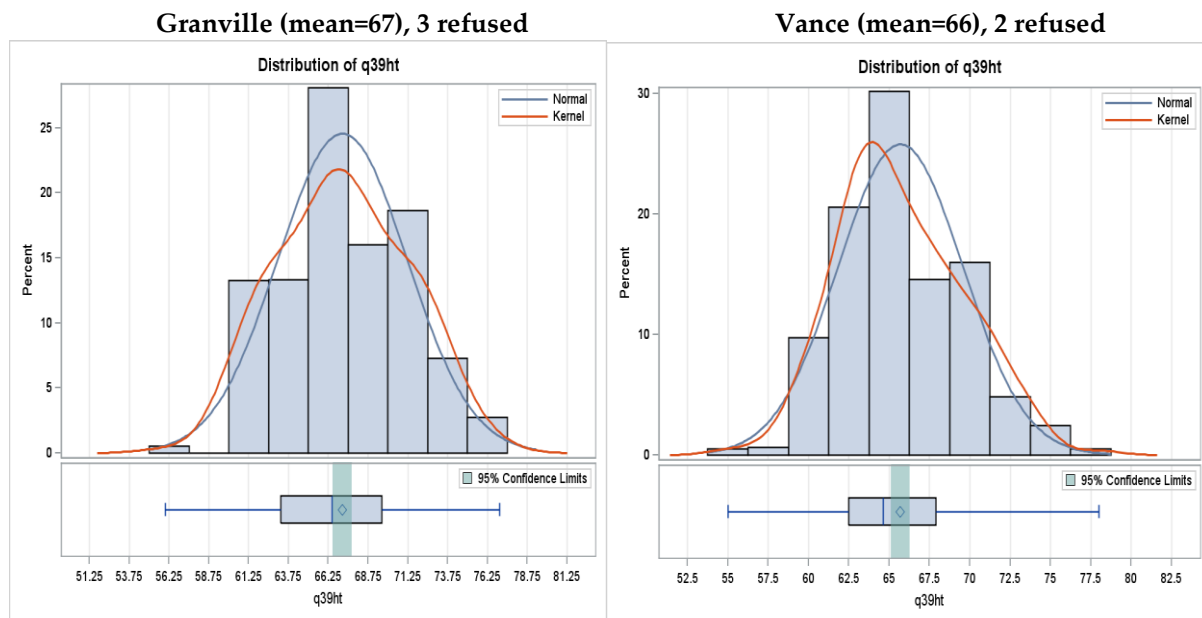 Granville (mean=67), 3 refused
Distribution of q39ht
Normal
Kernel
25
20
15
10
5
0
Percent
95% Confidence Limits
51.25 53.75 56.25 58.75 61.25 63.75 66.25 68.75 71.25 73.75 76.25 78.75 81.25
q39ht
Vance (mean=66), 2 refused
Distribution of q39ht
Normal
Kernel
30
20
10
0
Percent
95% Confidence Limits
52.5 55 57.5 60 62.5 65 67.5 70 72.5 75 77.5 80 82.5
q39ht